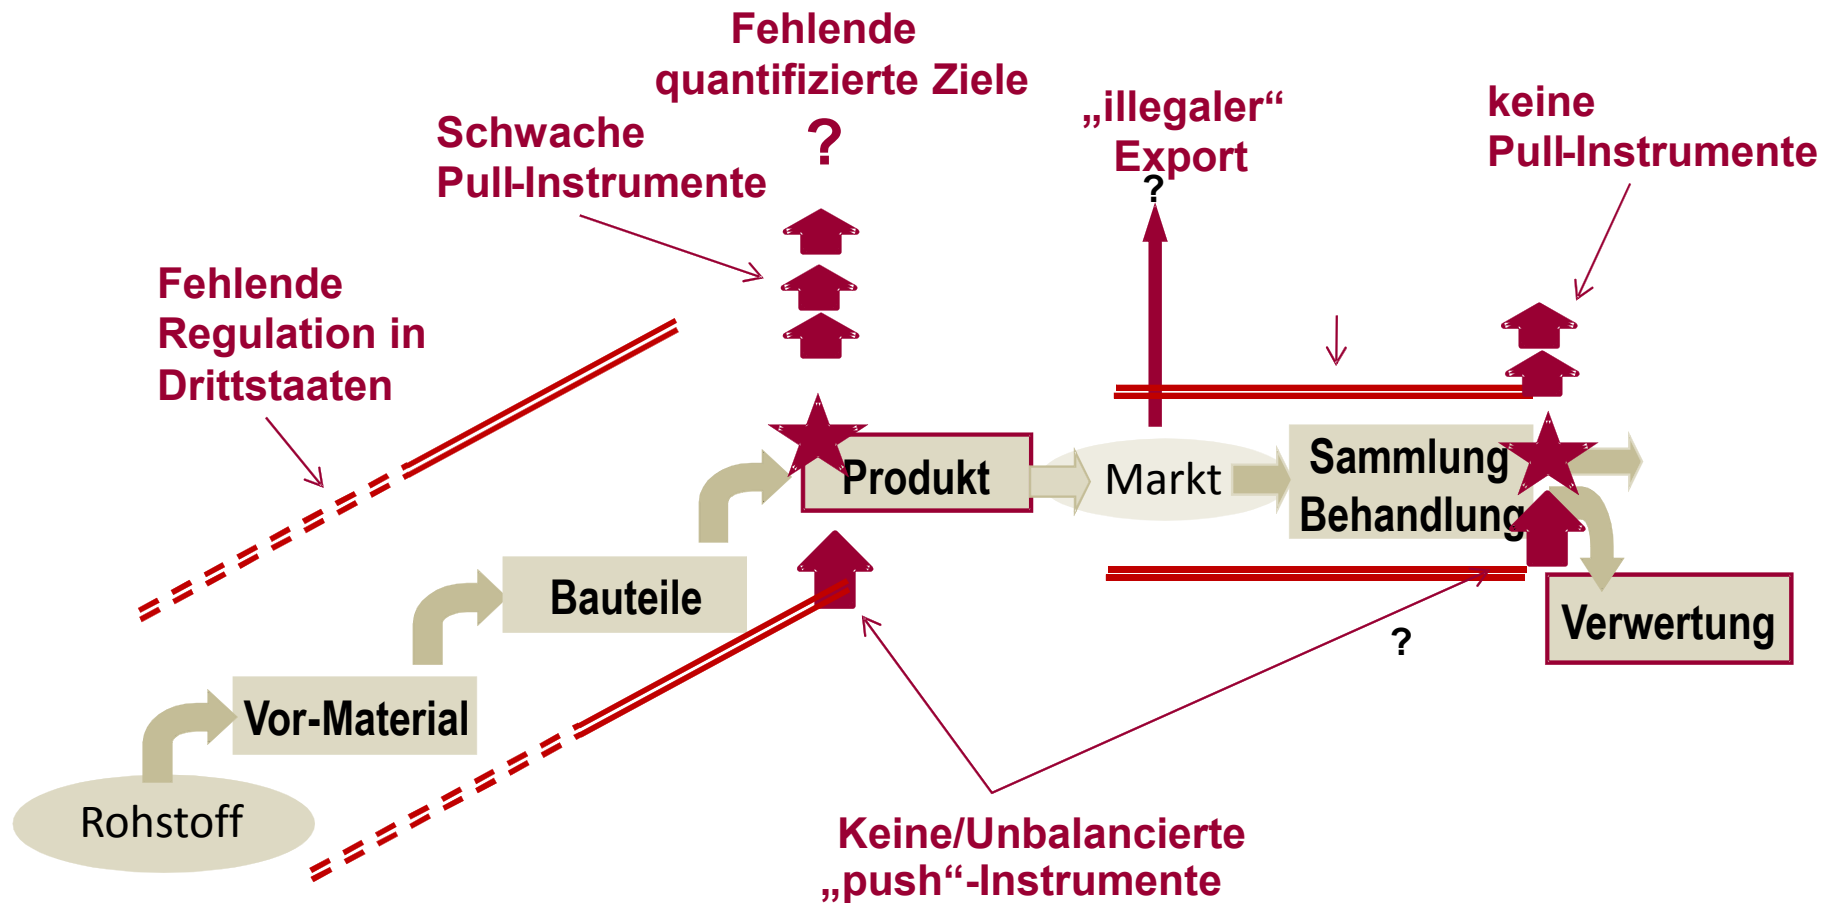 Fehlende
quantifizierte Ziele
?
Schwache
Pull-Instrumente
„illegaler“
Export
?
keine
Pull-Instrumente
Fehlende
Regulation in
Drittstaaten
Produkt
Markt
Sammlung
Behandlung
Bauteile
Verwertung
?
Vor-Material
Rohstoff
Keine/Unbalancierte
„push“-Instrumente